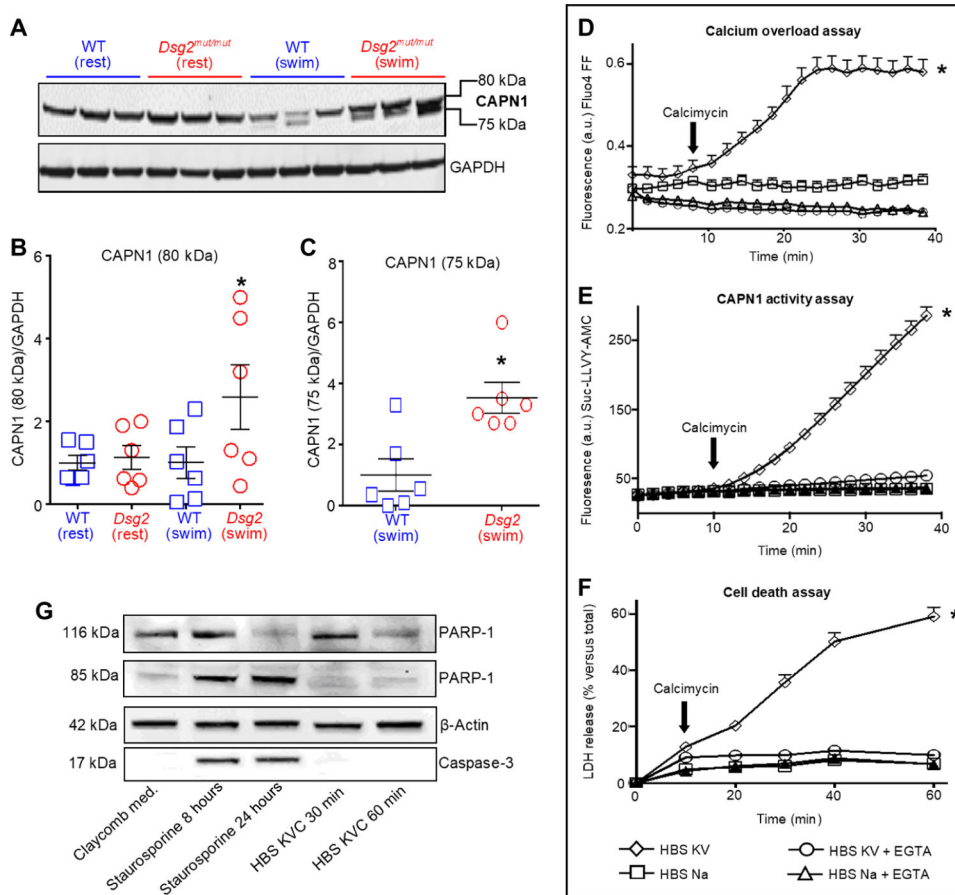 A
WT
(rest)
Dsg2mut/mut
(rest)
WT
(swim)
Dsg2mut/mut
(swim)
80 kDa
CAPN1
75 kDa
GAPDH
B
CAPN1 (80 kDa)
CAPN1 (80 kDa)/GAPDH
6
4
2
0
*
WT
(rest)
Dsg2
(rest)
WT
(swim)
Dsg2
(swim)
C
CAPN1 (75 kDa)
CAPN1 (75 kDa)/GAPDH
8
6
4
2
0
*
WT
(swim)
Dsg2
(swim)
D
Calcium overload assay
Fluorescence (a.u.) Fluo4 FF
0.6
0.4
0.2
Calcimycin
*
10
20
30
40
Time (min)
E
CAPN1 activity assay
Fluorescence (a.u.) Suc-LLVY-AMC
250
150
50
Calcimycin
*
0
10
20
30
40
Time (min)
F
Cell death assay
LDH release (% versus total)
60
40
20
0
Calcimycin
*
0
20
40
60
Time (min)
HBS KV
HBS KV + EGTA
HBS Na
HBS Na + EGTA
G
116 kDa
PARP-1
85 kDa
PARP-1
42 kDa
β-Actin
17 kDa
Caspase-3
Claycomb med.
Staurosporine 8 hours
Staurosporine 24 hours
HBS KVC 30 min
HBS KVC 60 min